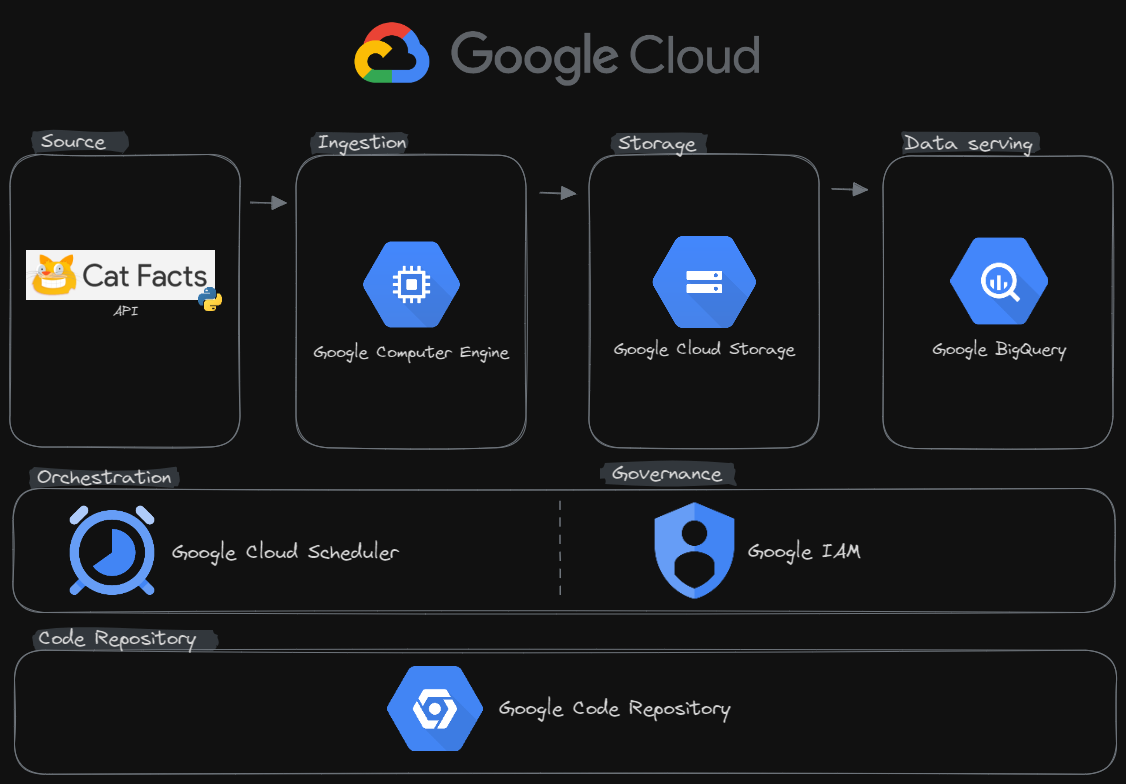 Google Cloud
Source
Ingestion
Storage
Data serving
Cat Facts
API
Google Computer Engine
Google Cloud Storage
Google BigQuery
Orchestration
Governance
Google Cloud Scheduler
Google IAM
Code Repository
Google Code Repository